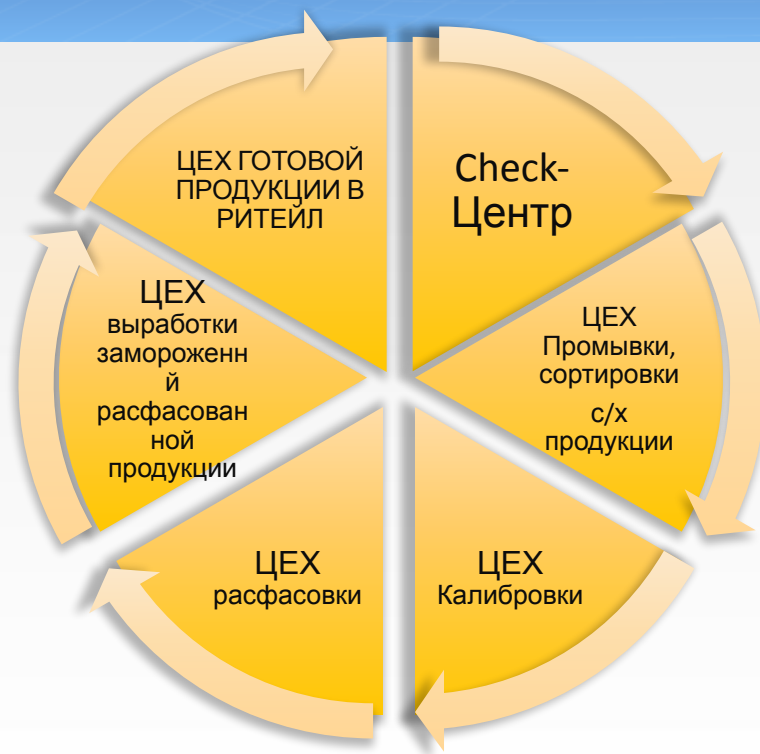 Check-
Центр
ЦЕХ
Промывки,
сортировки
с/х
продукции
ЦЕХ
Калибровки
ЦЕХ
расфасовки
ЦЕХ
выработки
замороженн
й
расфасован
ной
продукции
ЦЕХ ГОТОВОЙ
ПРОДУКЦИИ В
РИТЕЙЛ